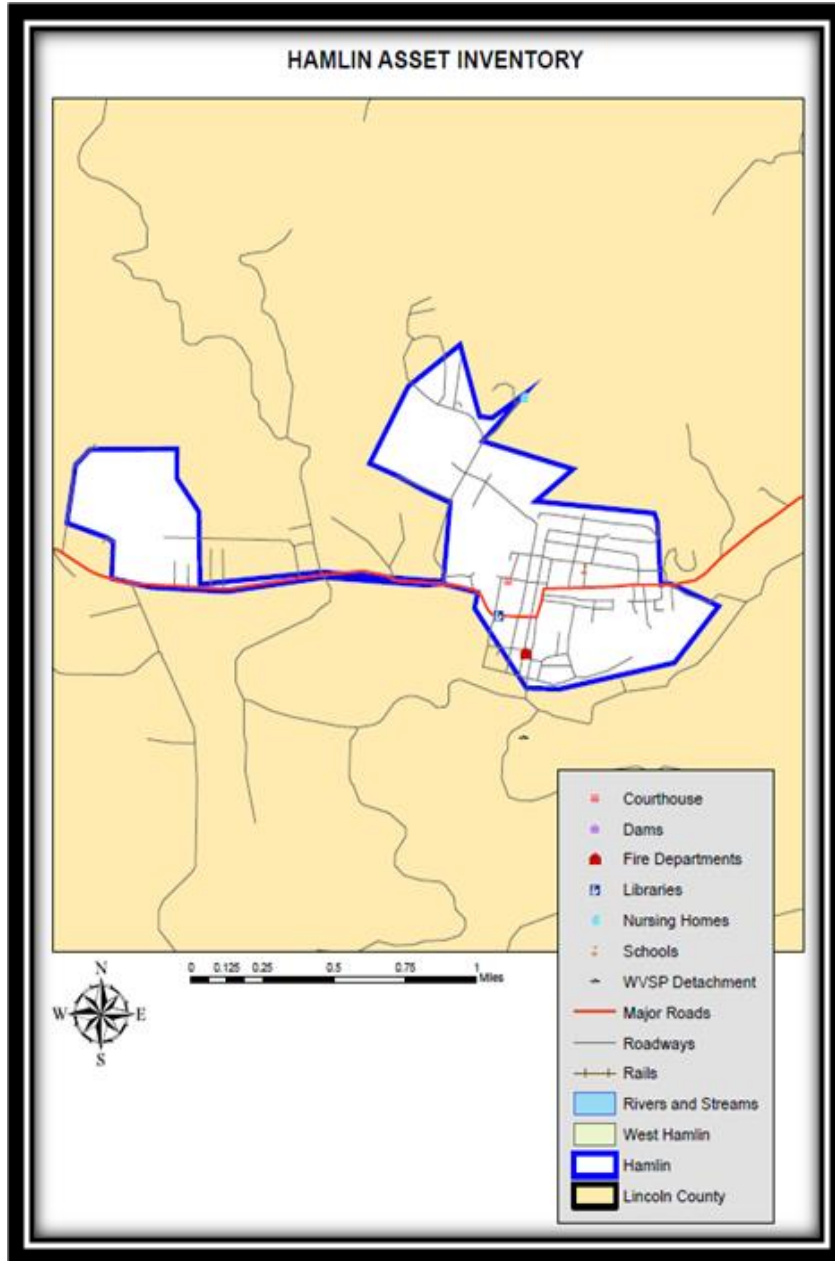 HAMLIN ASSET INVENTORY
0 0.125 0.25 0.5 0.75 1
Miles
N
W E
S
Courthouse
Dams
Fire Departments
Libraries
Nursing Homes
Schools
WVSP Detachment
Major Roads
Roadways
Rails
Rivers and Streams
West Hamlin
Hamlin
Lincoln County